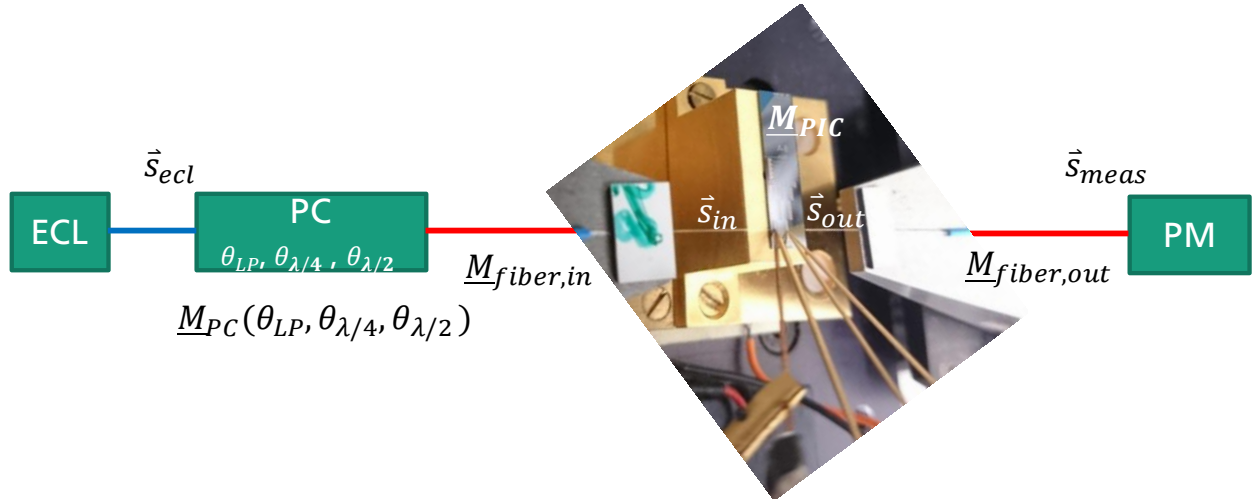 M_PIC
s⃗_ecl
s⃗_meas
ECL
PC
s⃗_in
s⃗_out
PM
θ_LP, θ_λ/4 , θ_λ/2
M_fiber,in
M_fiber,out
M_PC(θ_LP, θ_λ/4, θ_λ/2)